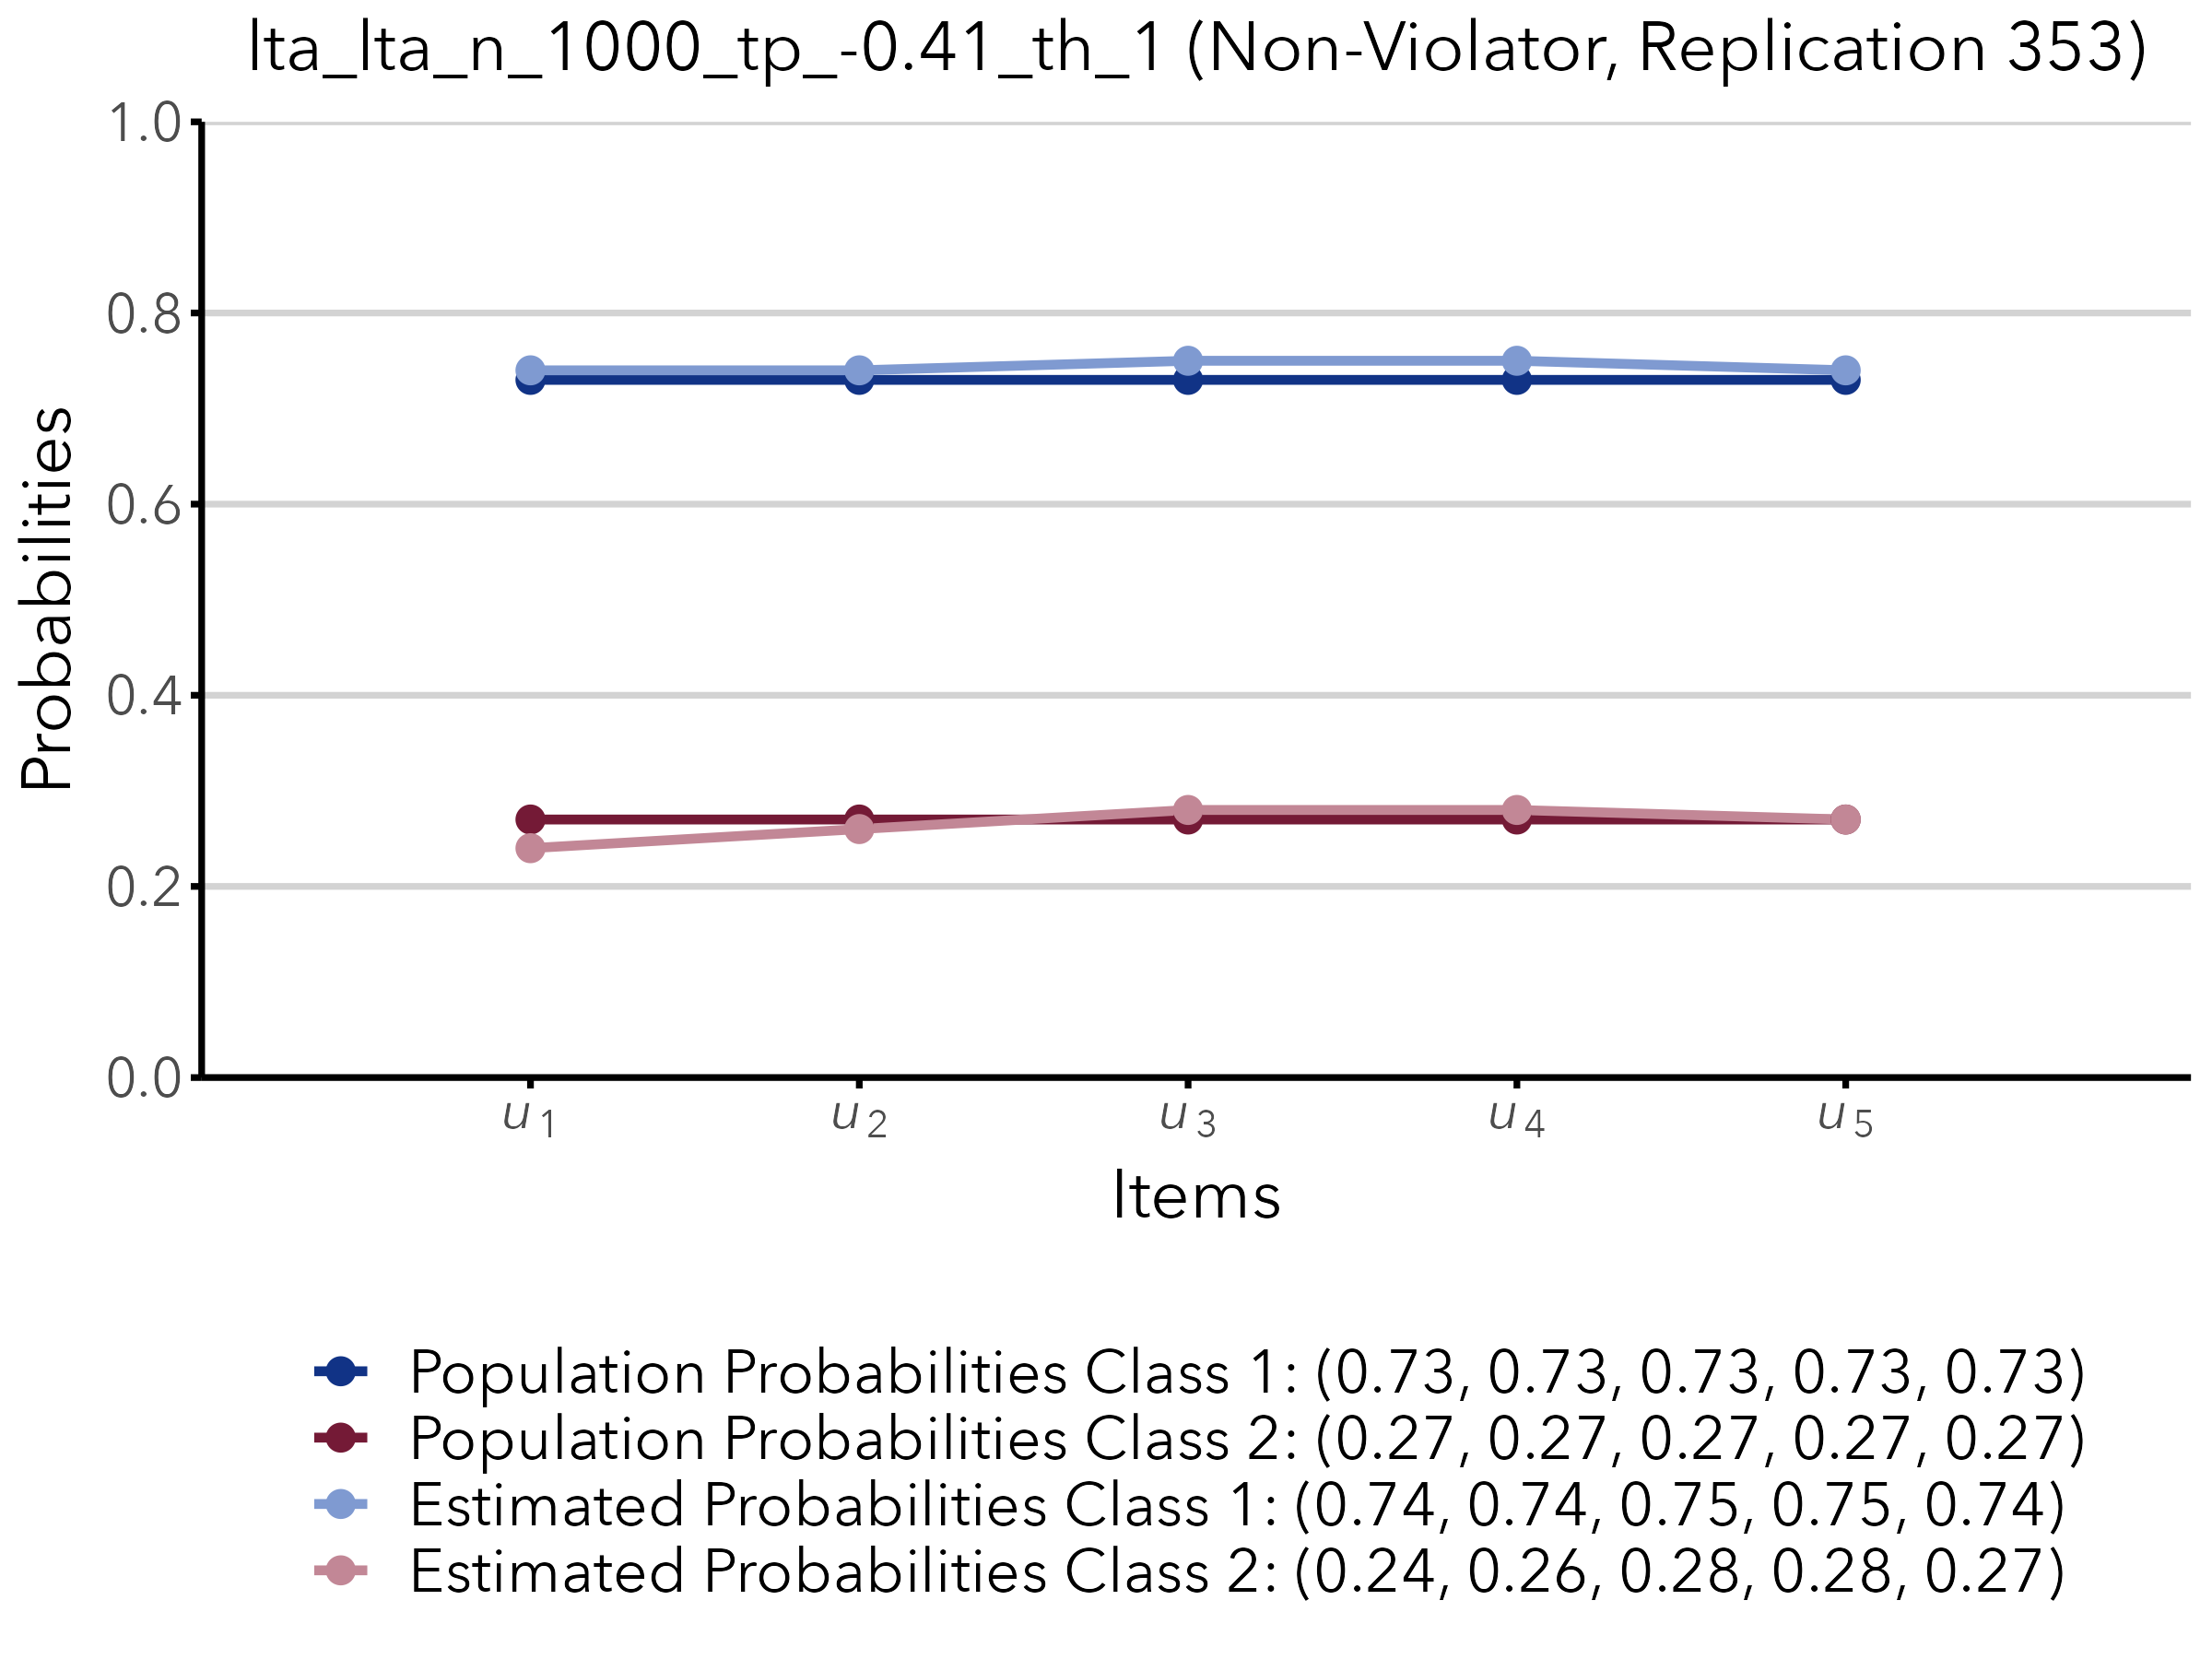 lta_lta_n_1000_tp_-0.41_th_1 (Non-Violator, Replication 353)
1.0
0.8
0.6
0.4
0.2
0.0
Probabilities
u1 u2 u3 u4 u5
Items
Population Probabilities Class 1: (0.73, 0.73, 0.73, 0.73, 0.73)
Population Probabilities Class 2: (0.27, 0.27, 0.27, 0.27, 0.27)
Estimated Probabilities Class 1: (0.74, 0.74, 0.75, 0.75, 0.74)
Estimated Probabilities Class 2: (0.24, 0.26, 0.28, 0.28, 0.27)